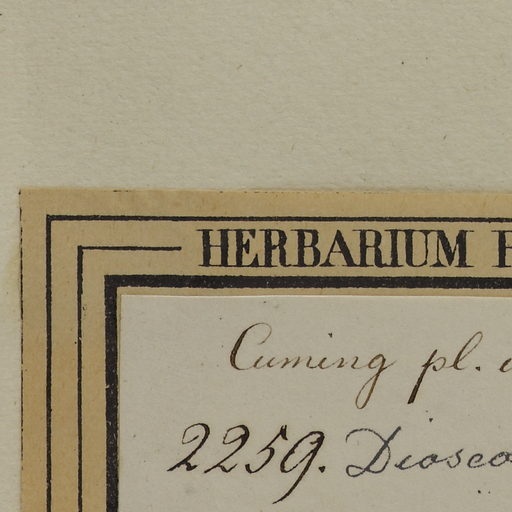 HERBARIUM
Cuming pl.
2259. Diosco